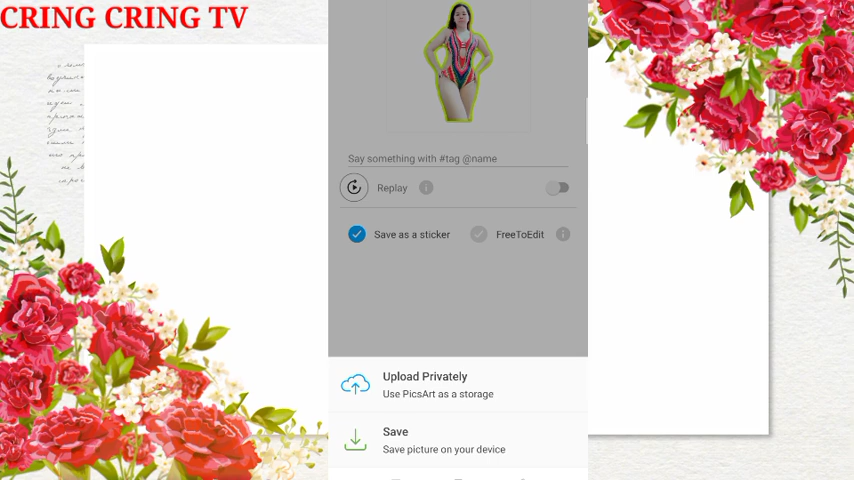 CRING CRING TV
Say something with #tag @name
Replay
Save as a sticker
FreeToEdit
Upload Privately
Use PicsArt as a storage
Save
Save picture on your device